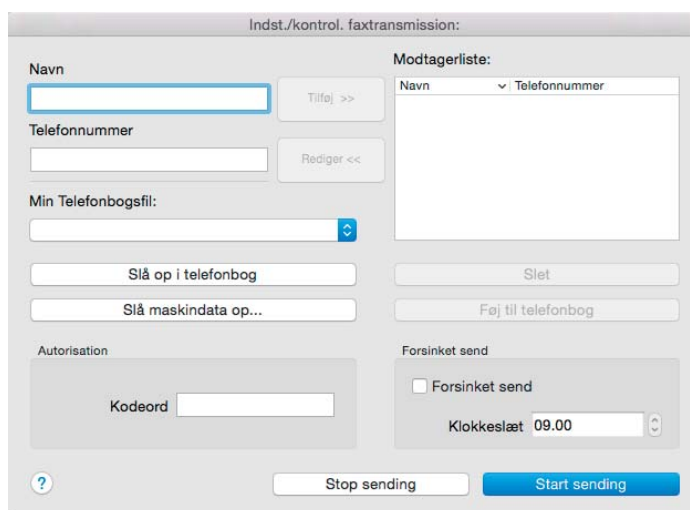 Indst./kontrol. faxtransmission:
Navn
Tilføj >>
Telefonnummer
Rediger <<
Min Telefonbogsfil:
Modtagerliste:
Navn Telefonnummer
Slå op i telefonbog
Slå maskindata op...
Slet
Føj til telefonbog
Autorisation
Kodeord
Forsinket send
Forsinket send
Klokkeslæt 09.00
?
Stop sending
Start sending